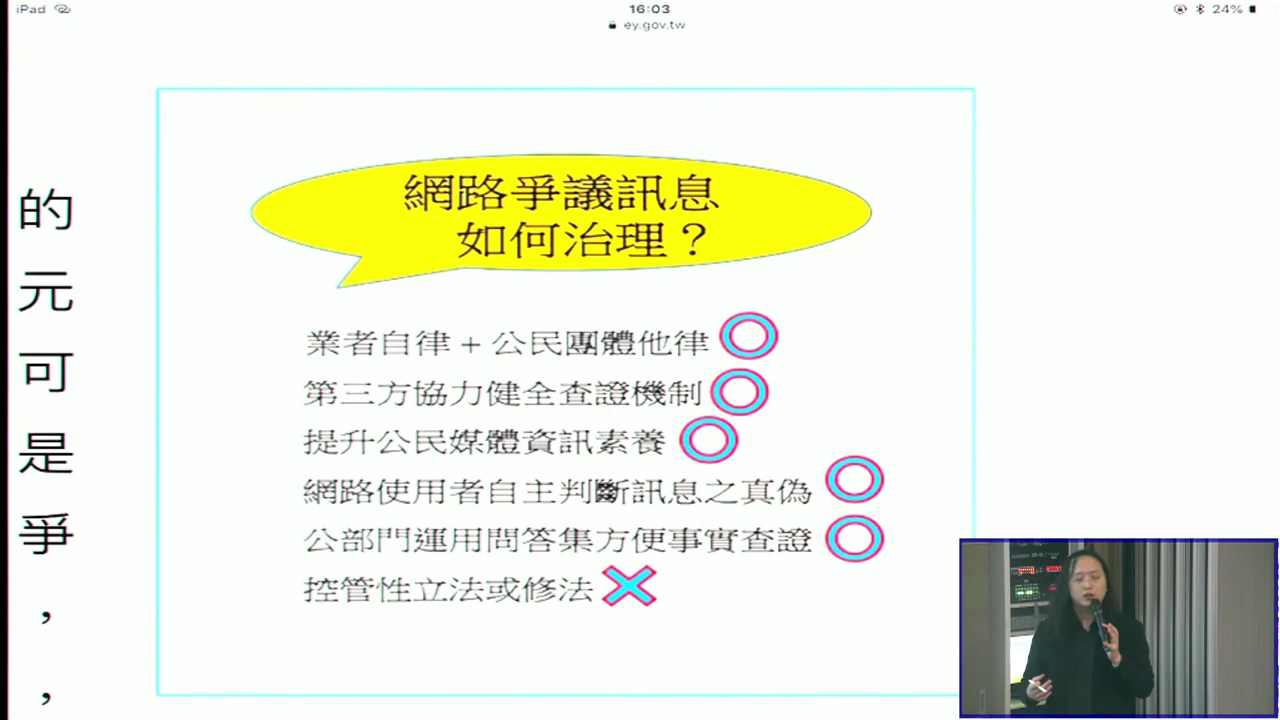 iPad
16:03
24%
ey.gov.tw
網路爭議訊息
如何治理？
業者自律＋公民團體他律
第三方協力健全查證機制
提升公民媒體資訊素養
網路使用者自主判斷訊息之真偽
公部門運用問答集方便事實查證
控管性立法或修法
的元可是爭，，